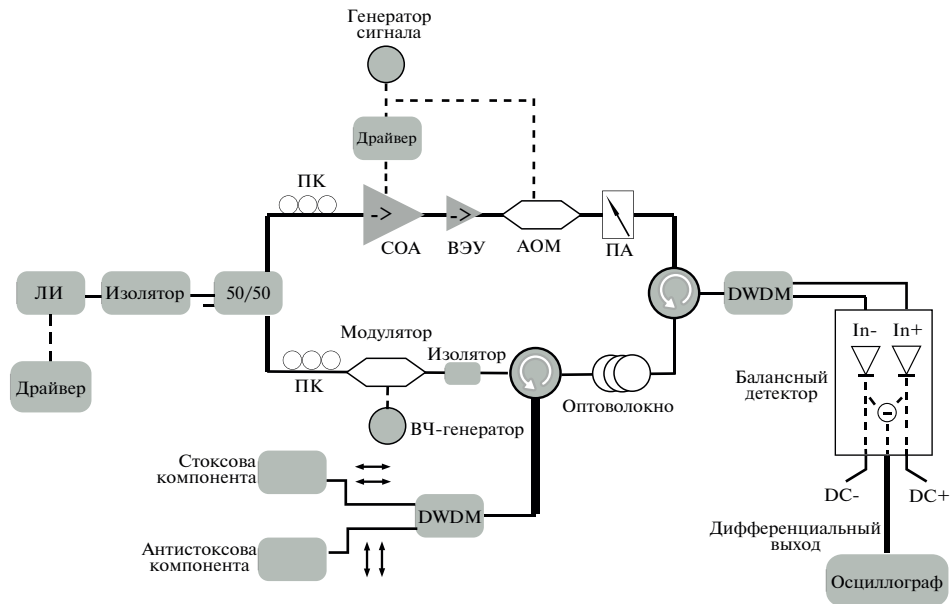 Генератор
сигнала
Драйвер
ПК
СОА
ВЭУ
АОМ
ПА
ЛИ
Изолятор
50/50
DWDM
Модулятор
Изолятор
In-
In+
Драйвер
ПК
Оптоволокно
Балансный
детектор
ВЧ-генератор
Стоксова
компонента
DC-
DC+
DWDM
Дифференциальный
выход
Антистоксова
компонента
Осциллограф